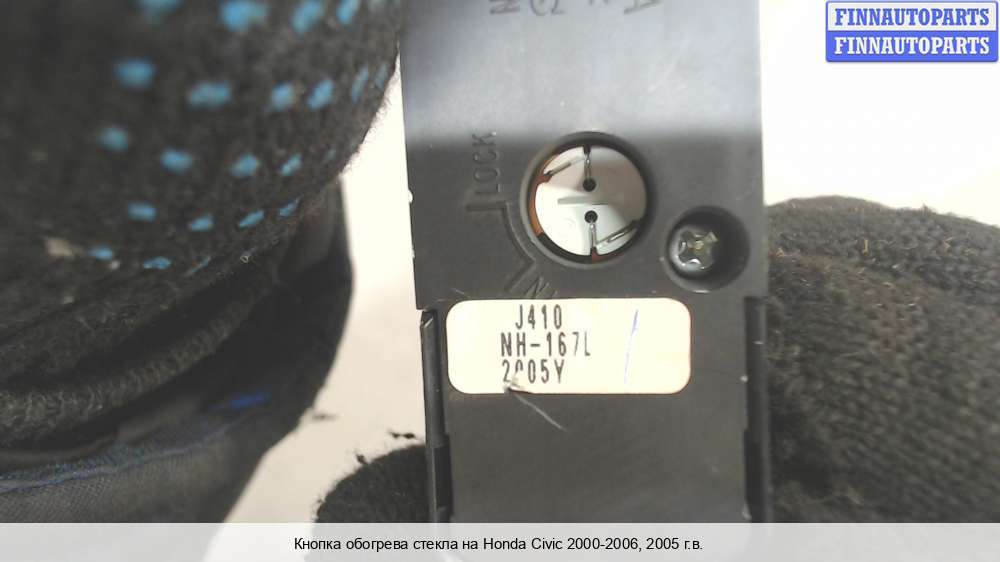 FINNAUTOPARTS
FINNAUTOPARTS
LOCK
J410
NH-167L
2005Y
Кнопка обогрева стекла на Honda Civic 2000-2006, 2005 г.в.